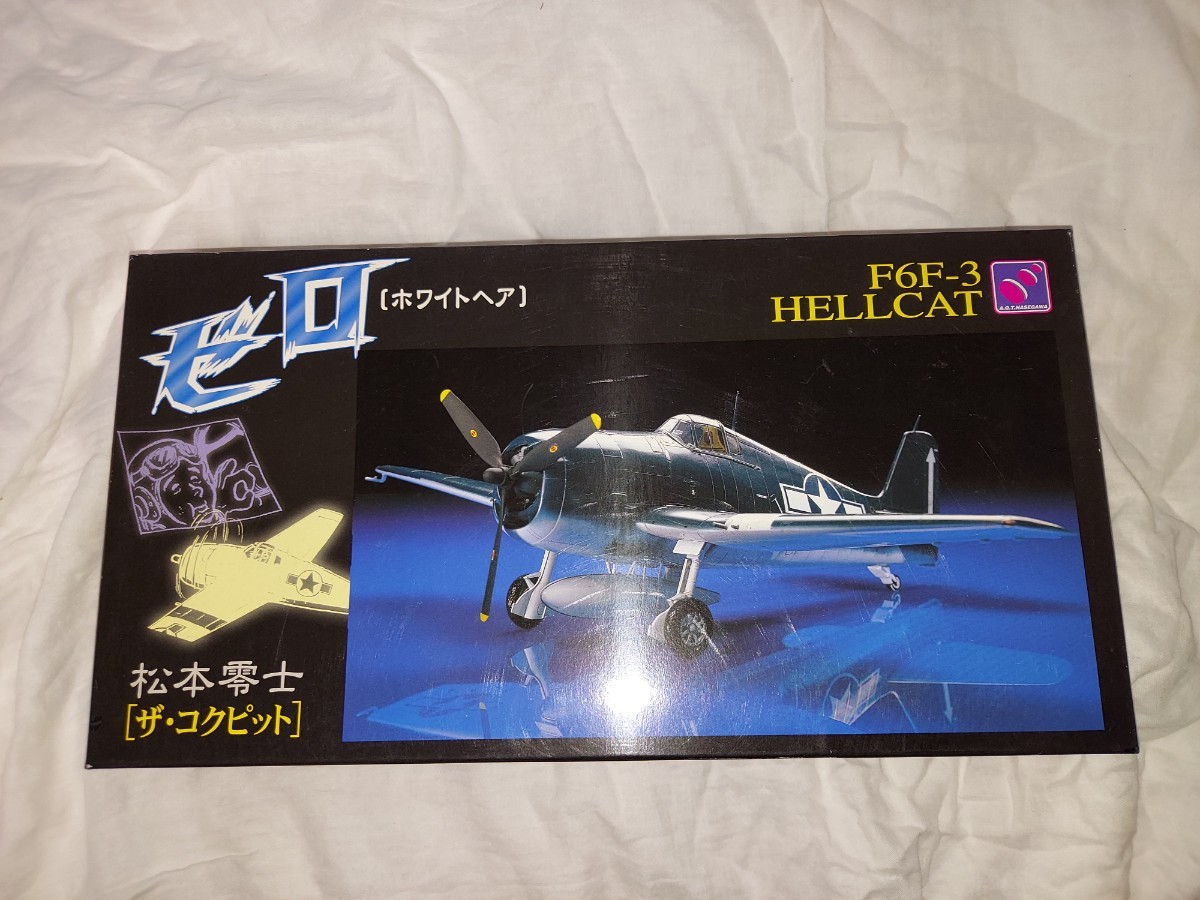 ゼロ
[ホワイトヘア]
F6F-3
HELLCAT
A.Q.T.HASEGAWA
松本零士
[ザ・コクピット]